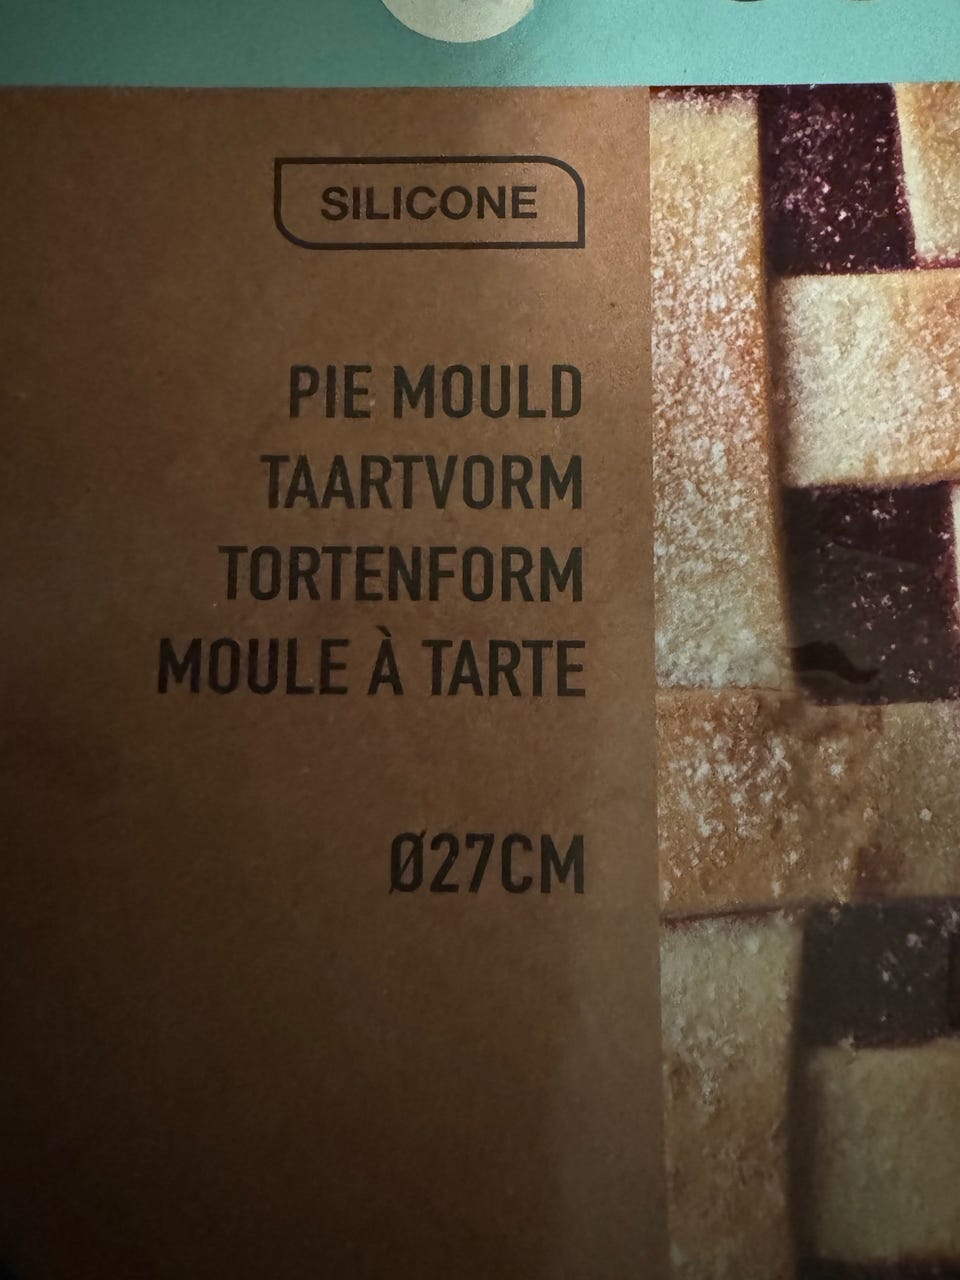 SILICONE
PIE MOULD
TAARTVORM
TORTENFORM
MOULE À TARTE
Ø27CM